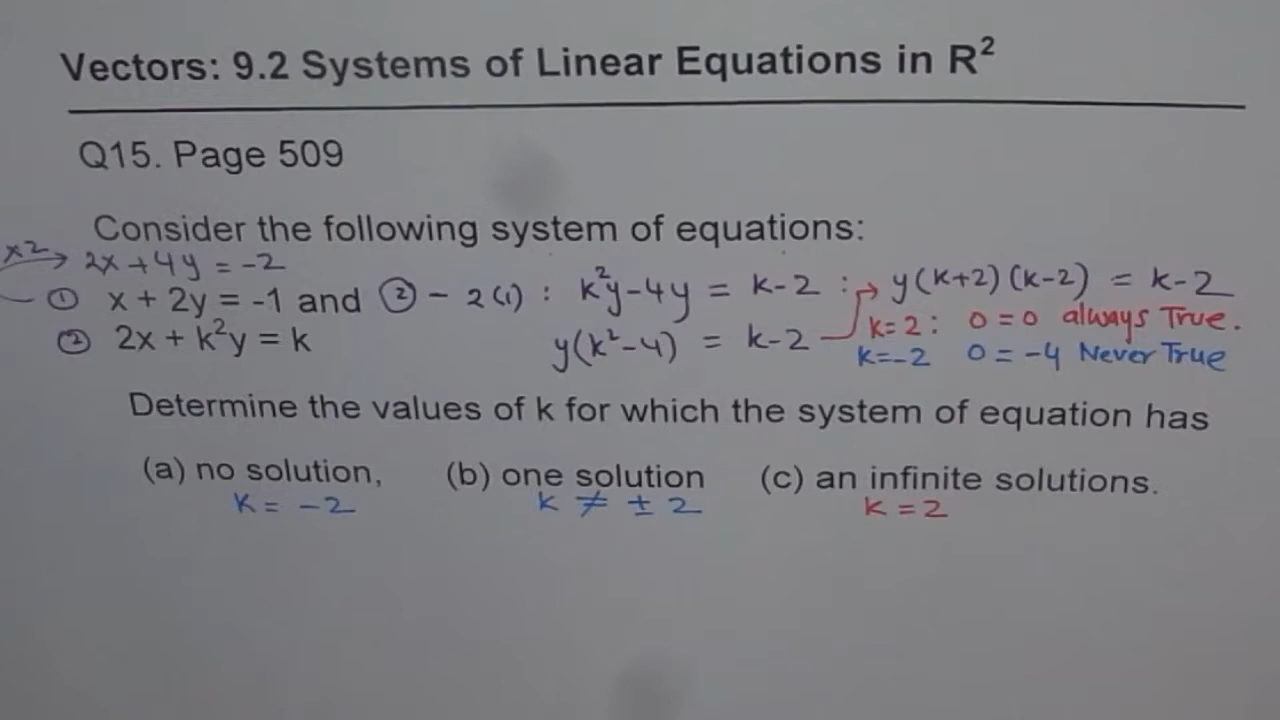 Vectors: 9.2 Systems of Linear Equations in R²
Q15. Page 509
Consider the following system of equations:
x2 → 2x + 4y = -2
① x + 2y = -1 and ② - 2(1) : k²y - 4y = k-2 : → y(k+2)(k-2) = k-2
② 2x + k²y = k
y(k²-4) = k-2
k=2 : 0=0 always True.
k=-2 0=-4 Never True
Determine the values of k for which the system of equation has
(a) no solution, (b) one solution (c) an infinite solutions.
k = -2 k ≠ ±2 k = 2